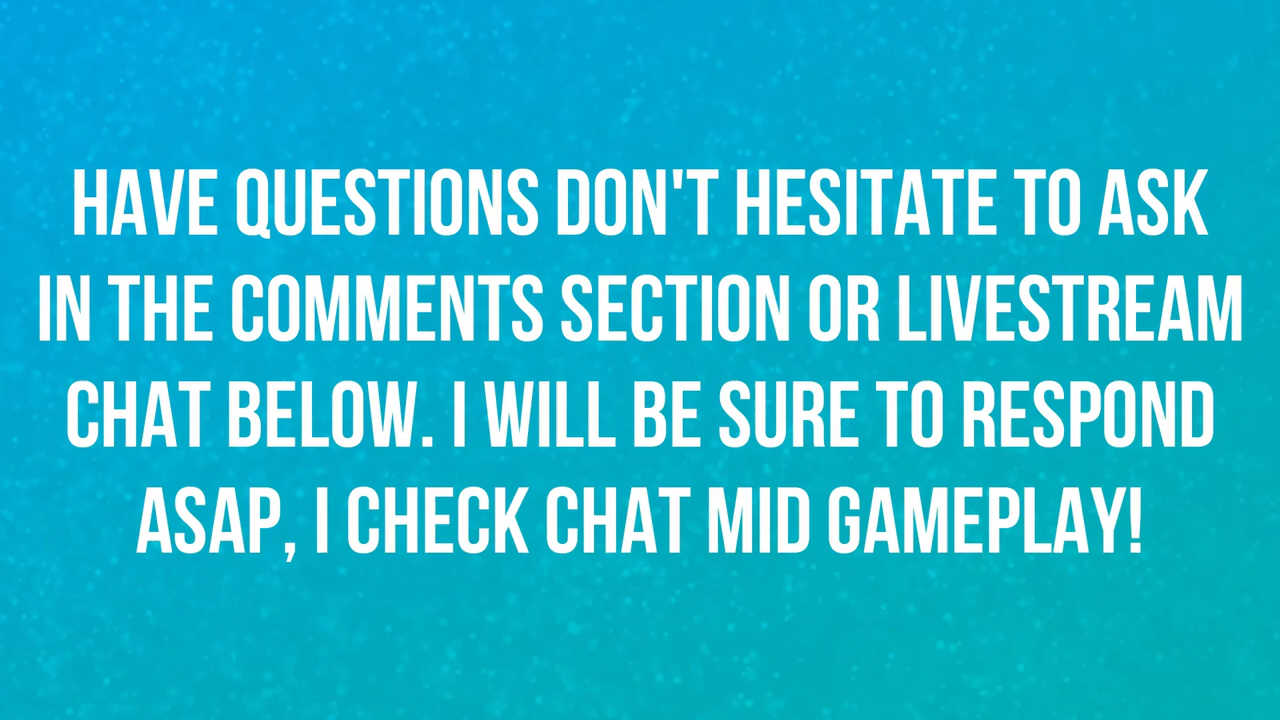 HAVE QUESTIONS DON'T HESITATE TO ASK
IN THE COMMENTS SECTION OR LIVESTREAM
CHAT BELOW. I WILL BE SURE TO RESPOND
ASAP, I CHECK CHAT MID GAMEPLAY!